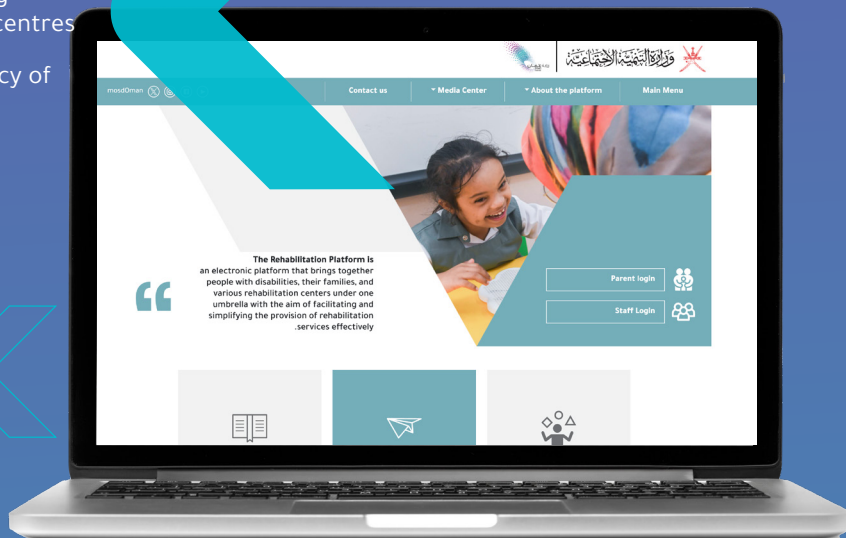 centres
cy of
وزارة التنمية الاجتماعية
mosdOman
Contact us
Media Center
About the platform
Main Menu
The Rehabilitation Platform is
an electronic platform that brings together
people with disabilities, their families, and
various rehabilitation centers under one
umbrella with the aim of facilitating and
simplifying the provision of rehabilitation
.services effectively
Parent login
Staff Login